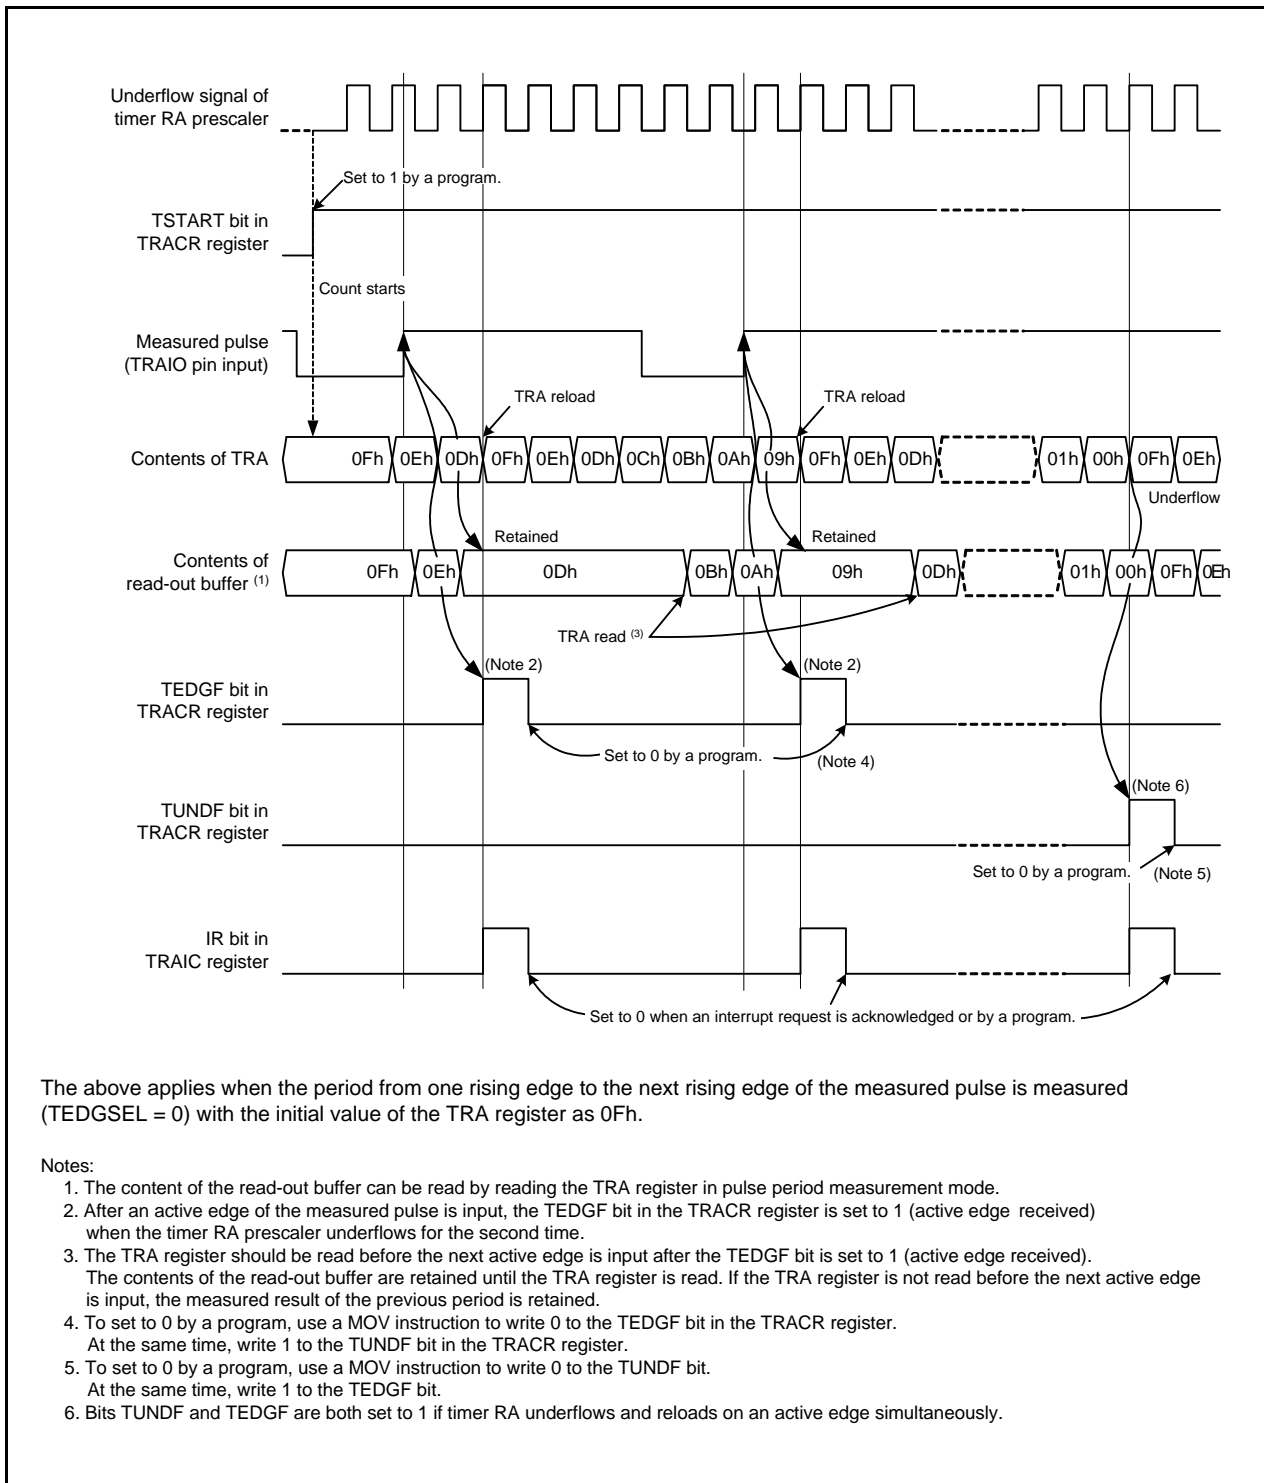 Underflow signal of
timer RA prescaler
Set to 1 by a program.
TSTART bit in
TRACR register
Count starts
Measured pulse
(TRAIO pin input)
TRA reload TRA reload
Contents of TRA 0Fh 0Eh 0Dh 0Fh 0Eh 0Dh 0Ch 0Bh 0Ah 09h 0Fh 0Eh 0Dh 01h 00h 0Fh 0Eh
Underflow
Retained Retained
Contents of
read-out buffer (1) 0Fh 0Eh 0Dh 0Bh 0Ah 09h 0Dh 01h 00h 0Fh 0Eh
TRA read (3)
(Note 2) (Note 2)
TEDGF bit in
TRACR register
Set to 0 by a program. (Note 4)
(Note 6)
TUNDF bit in
TRACR register
Set to 0 by a program. (Note 5)
IR bit in
TRAIC register
Set to 0 when an interrupt request is acknowledged or by a program.
The above applies when the period from one rising edge to the next rising edge of the measured pulse is measured
(TEDGSEL = 0) with the initial value of the TRA register as 0Fh.
Notes:
1. The content of the read-out buffer can be read by reading the TRA register in pulse period measurement mode.
2. After an active edge of the measured pulse is input, the TEDGF bit in the TRACR register is set to 1 (active edge received)
when the timer RA prescaler underflows for the second time.
3. The TRA register should be read before the next active edge is input after the TEDGF bit is set to 1 (active edge received).
The contents of the read-out buffer are retained until the TRA register is read. If the TRA register is not read before the next active edge
is input, the measured result of the previous period is retained.
4. To set to 0 by a program, use a MOV instruction to write 0 to the TEDGF bit in the TRACR register.
At the same time, write 1 to the TUNDF bit in the TRACR register.
5. To set to 0 by a program, use a MOV instruction to write 0 to the TUNDF bit.
At the same time, write 1 to the TEDGF bit.
6. Bits TUNDF and TEDGF are both set to 1 if timer RA underflows and reloads on an active edge simultaneously.